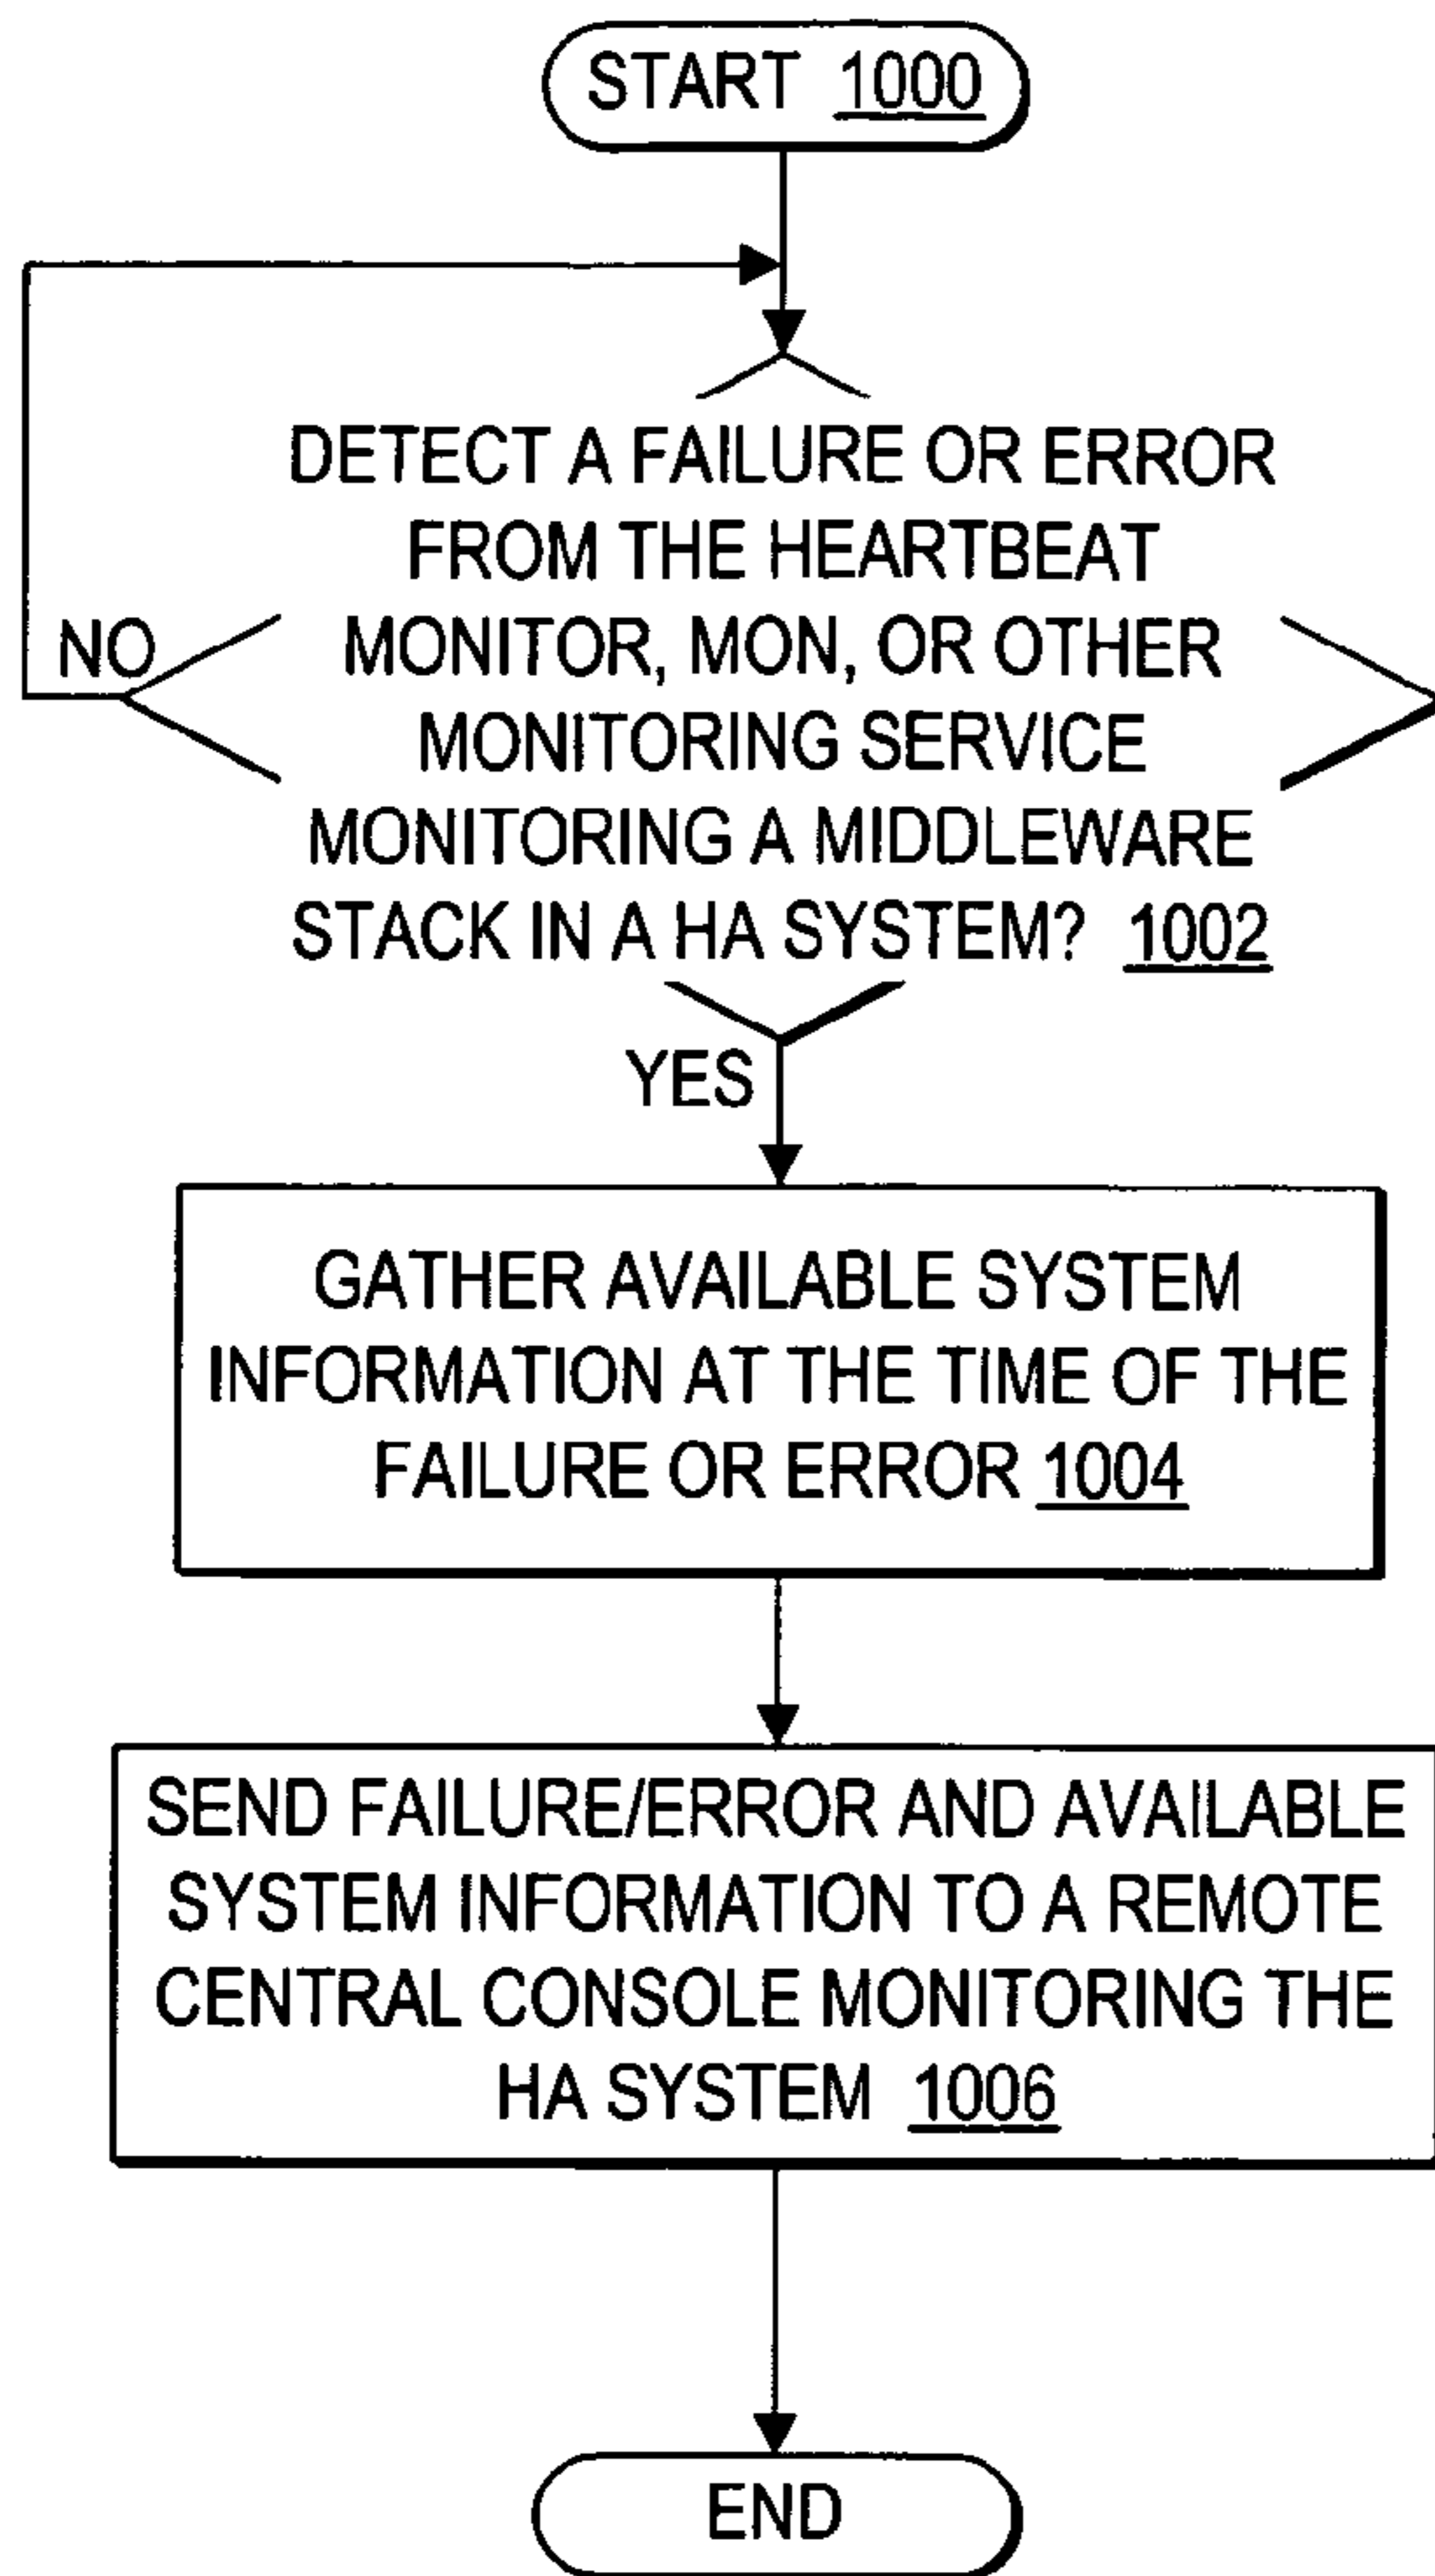 START 1000
DETECT A FAILURE OR ERROR
FROM THE HEARTBEAT
MONITOR, MON, OR OTHER
NO
MONITORING SERVICE
MONITORING A MIDDLEWARE
STACK IN A HA SYSTEM? 1002
YES
GATHER AVAILABLE SYSTEM
INFORMATION AT THE TIME OF THE
FAILURE OR ERROR 1004
SEND FAILURE/ERROR AND AVAILABLE
SYSTEM INFORMATION TO A REMOTE
CENTRAL CONSOLE MONITORING THE
HA SYSTEM 1006
END